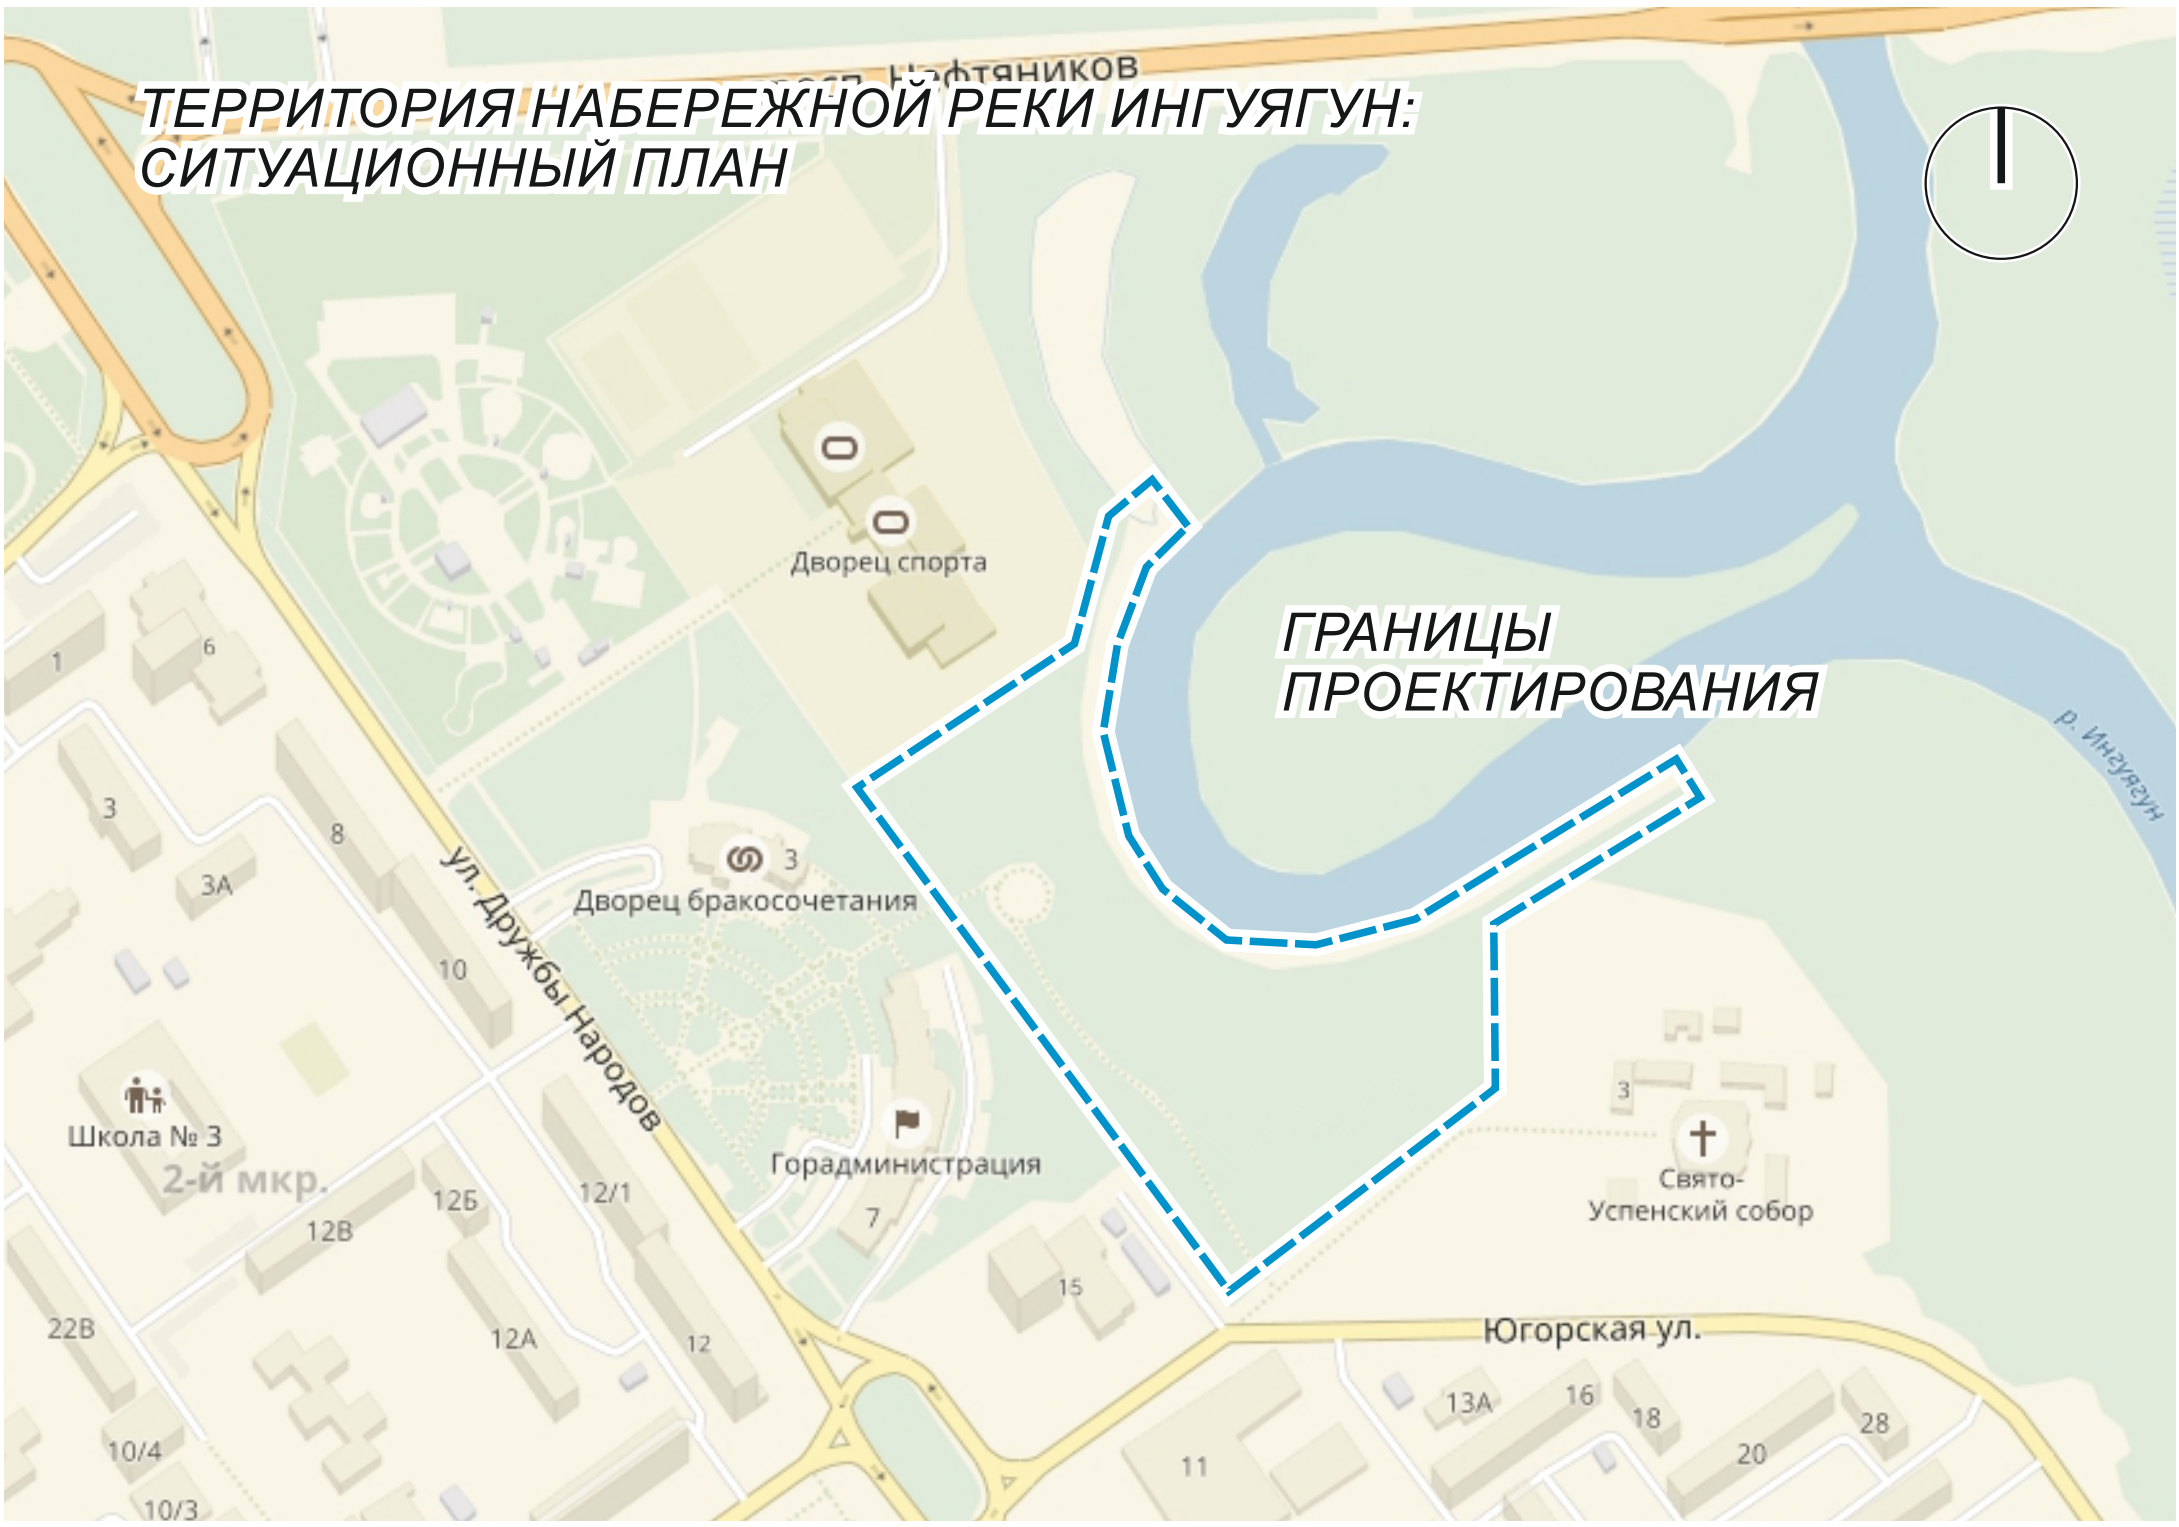 просп. Нефтяников
ТЕРРИТОРИЯ НАБЕРЕЖНОЙ РЕКИ ИНГУЯГУН:
СИТУАЦИОННЫЙ ПЛАН
Дворец спорта
ГРАНИЦЫ
ПРОЕКТИРОВАНИЯ
р. Ингуягун
1
6
3
8
3А
3
Дворец бракосочетания
ул. Дружбы Народов
10
Школа № 3
2-й мкр.
Горадминистрация
7
3
Свято-
Успенский собор
12В
12Б
12/1
15
22В
12А
12
Югорская ул.
13А
16
18
20
28
11
10/4
10/3